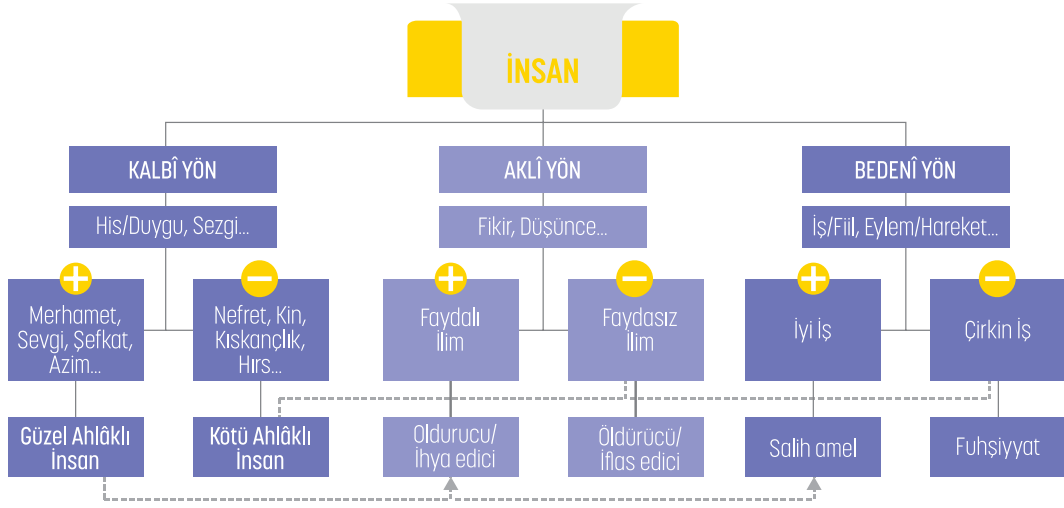 İNSAN
KALBÎ YÖN
AKLÎ YÖN
BEDENÎ YÖN
His/Duygu, Sezgi...
Fikir, Düşünce...
İş/Fiil, Eylem/Hareket...
+
Merhamet,
Sevgi, Şefkat,
Azim...
−
Nefret, Kin,
Kıskançlık,
Hırs...
+
Faydalı
İlim
−
Faydasız
İlim
+
İyi İş
−
Çirkin İş
Güzel Ahlâklı
İnsan
Kötü Ahlâklı
İnsan
Oldurucu/
İhya edici
Öldürücü/
İflas edici
Salih amel
Fuhşiyyat